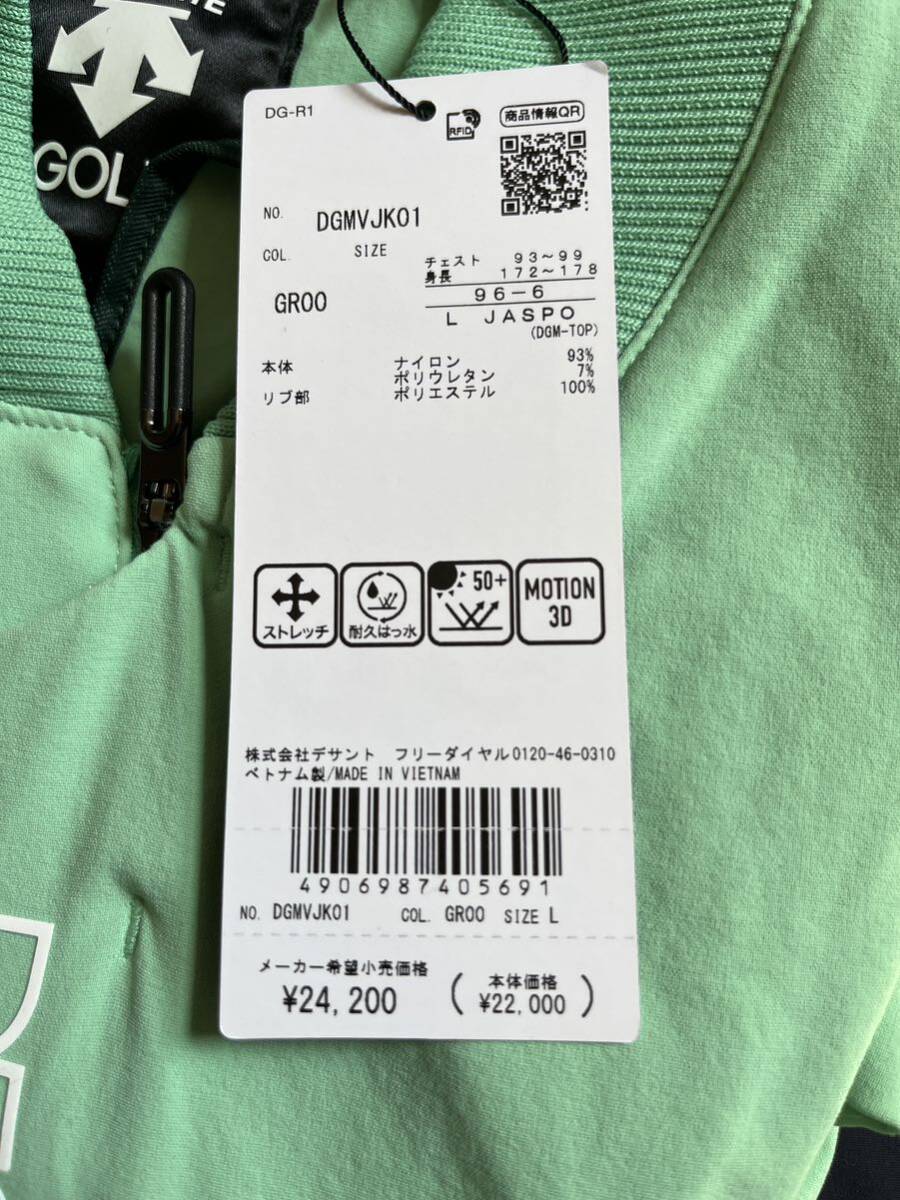 GOL
DG-R1
RFID
商品情報QR
NO. DGMVJK01
COL. SIZE
チェスト 93〜99
身長 172〜178
GR00
96-6
L JASPO
(DGM-TOP)
本体 ナイロン 93%
ポリウレタン 7%
リブ部 ポリエステル 100%
ストレッチ
耐久はっ水
50+
MOTION
3D
株式会社デサント フリーダイヤル0120-46-0310
ベトナム製/MADE IN VIETNAM
4906987405691
NO. DGMVJK01 COL. GR00 SIZE L
メーカー希望小売価格
¥24,200
(本体価格
¥22,000)